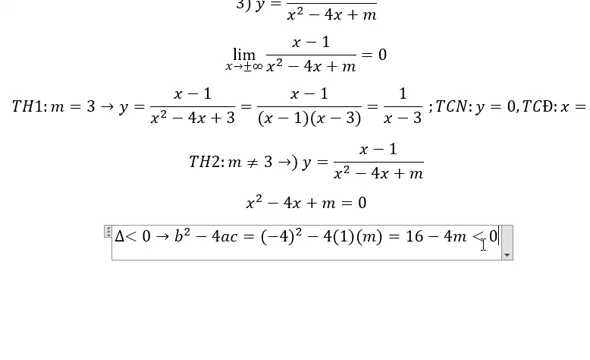 3) y = ———
x² − 4x + m
lim x→±∞ (x − 1)/(x² − 4x + m) = 0
TH1: m = 3 → y = (x − 1)/(x² − 4x + 3) = (x − 1)/((x − 1)(x − 3)) = 1/(x − 3) ; TCN: y = 0, TCĐ: x =
TH2: m ≠ 3 →) y = (x − 1)/(x² − 4x + m)
x² − 4x + m = 0
Δ< 0 → b² − 4ac = (−4)² − 4(1)(m) = 16 − 4m < 0